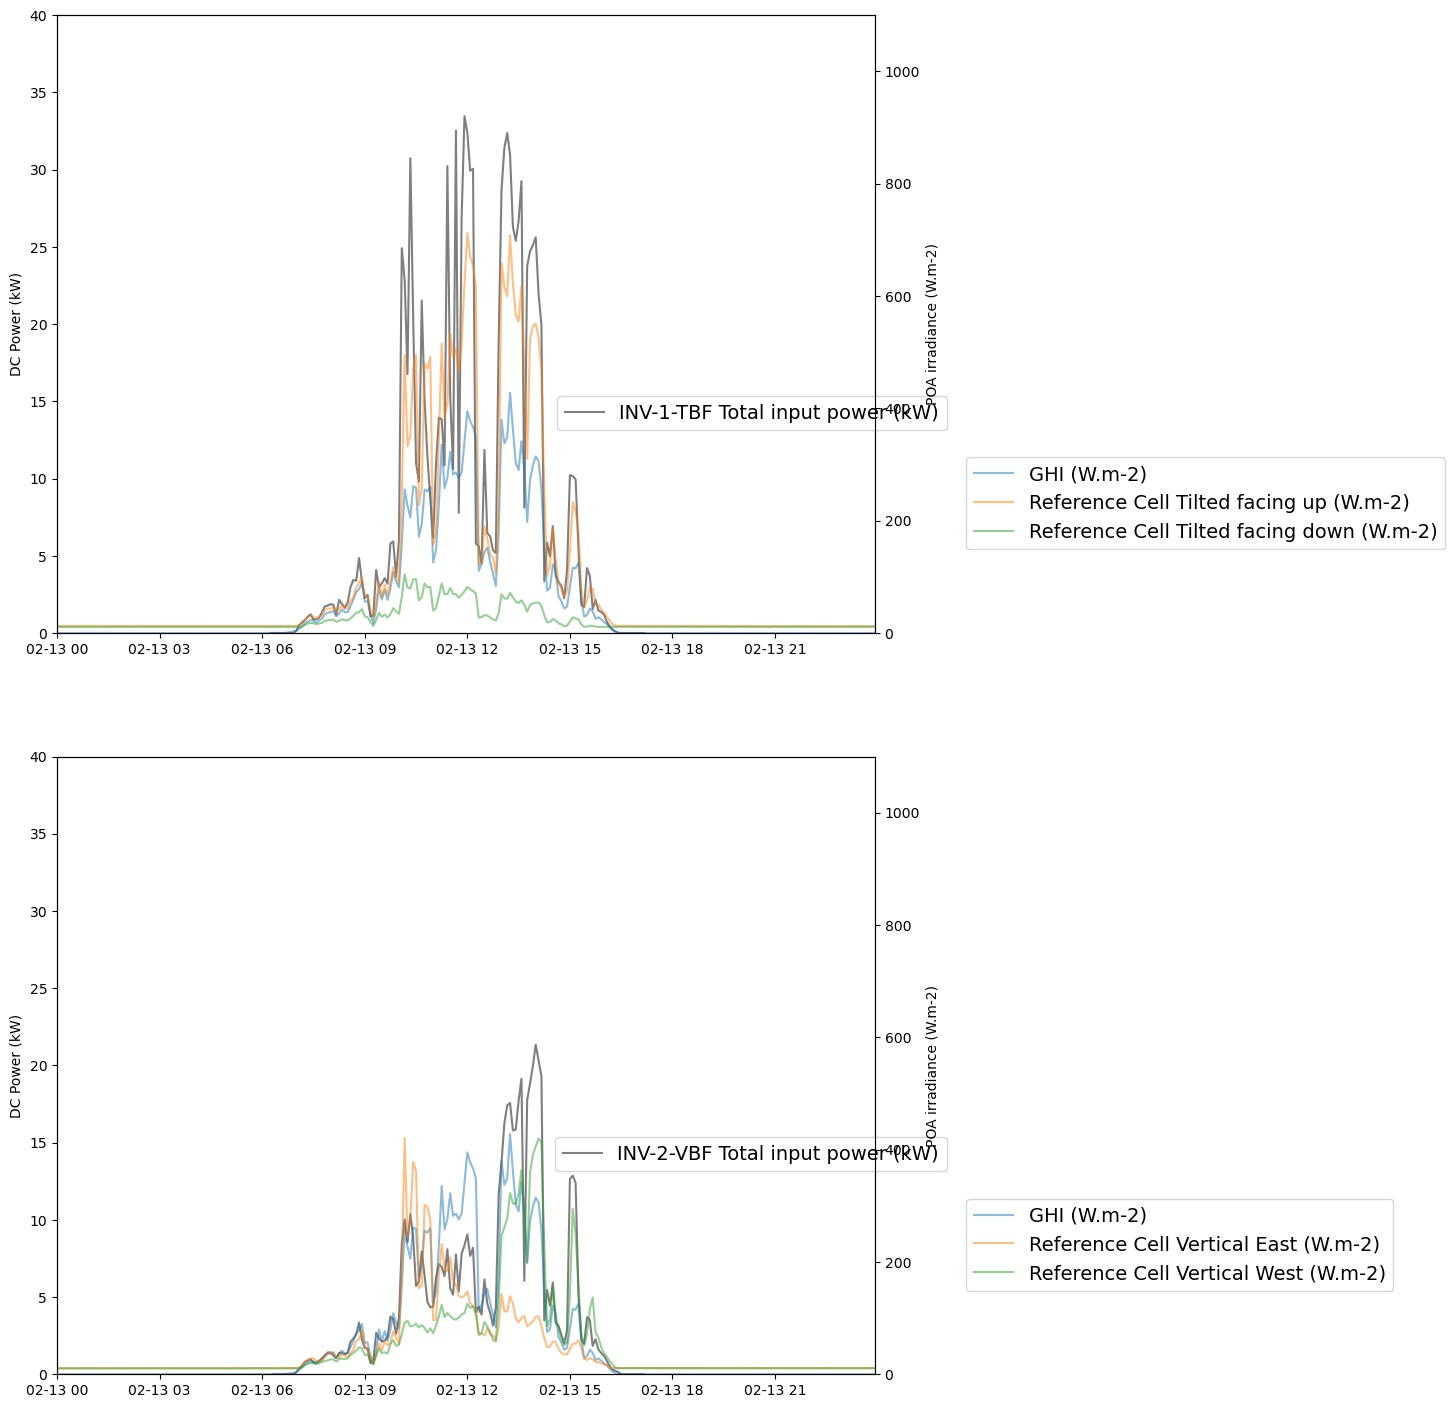 40
35
30
25
20
15
10
5
0
DC Power (kW)
1000
800
600
400
200
0
POA irradiance (W.m-2)
INV-1-TBF Total input power (kW)
GHI (W.m-2)
Reference Cell Tilted facing up (W.m-2)
Reference Cell Tilted facing down (W.m-2)
02-13 00 02-13 03 02-13 06 02-13 09 02-13 12 02-13 15 02-13 18 02-13 21
40
35
30
25
20
15
10
5
0
DC Power (kW)
1000
800
600
400
200
0
POA irradiance (W.m-2)
INV-2-VBF Total input power (kW)
GHI (W.m-2)
Reference Cell Vertical East (W.m-2)
Reference Cell Vertical West (W.m-2)
02-13 00 02-13 03 02-13 06 02-13 09 02-13 12 02-13 15 02-13 18 02-13 21